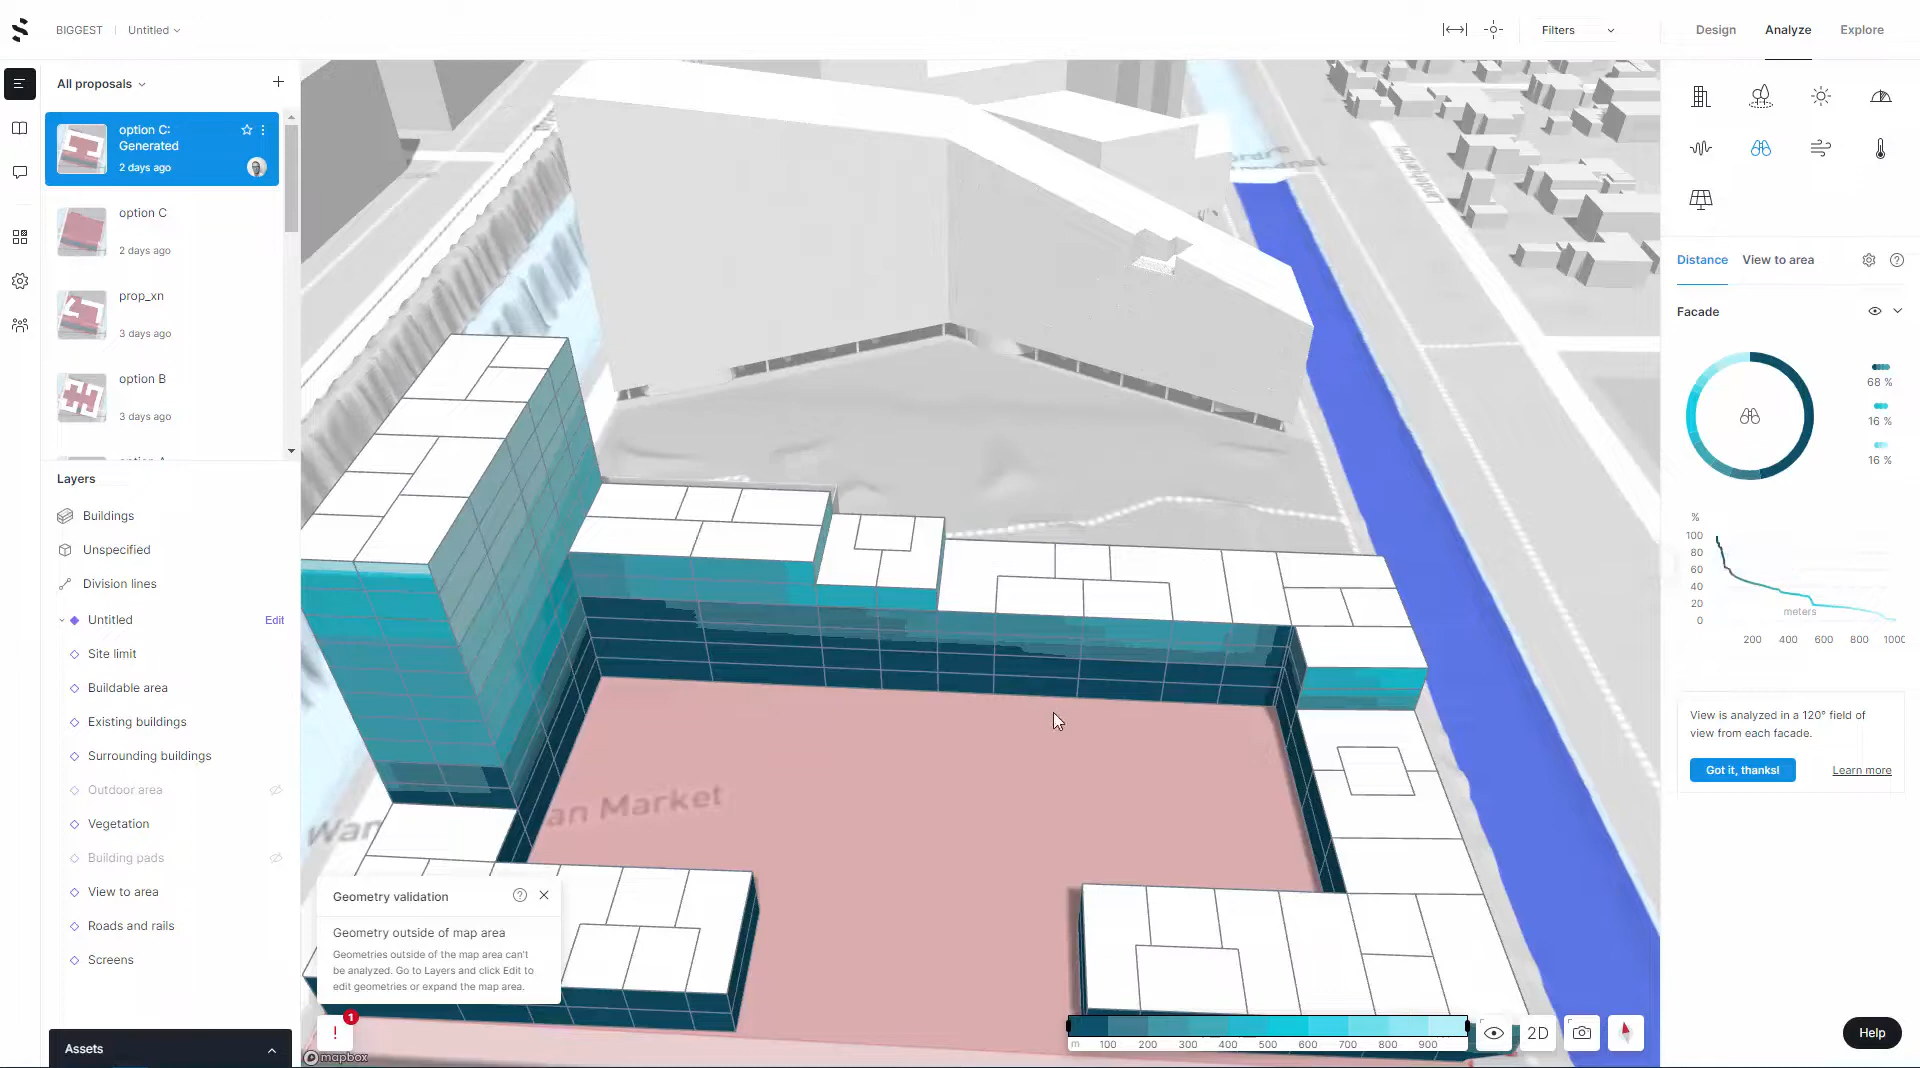 BIGGEST
Untitled
Filters
Design
Analyze
Explore
All proposals
option C:
Generated
2 days ago
option C
2 days ago
prop_xn
3 days ago
option B
3 days ago
Layers
Buildings
Unspecified
Division lines
Untitled
Edit
Site limit
Buildable area
Existing buildings
Surrounding buildings
Outdoor area
Vegetation
Building pads
View to area
Roads and rails
Screens
Assets
an Market
Geometry validation
Geometry outside of map area
Geometries outside of the map area can't
be analyzed. Go to Layers and click Edit to
edit geometries or expand the map area.
!
1
mapbox
m 100 200 300 400 500 600 700 800 900
2D
Distance
View to area
Facade
68 %
16 %
16 %
%
100
80
60
40
20
0
meters
200 400 600 800 1000
View is analyzed in a 120° field of
view from each facade.
Got it, thanks!
Learn more
Help